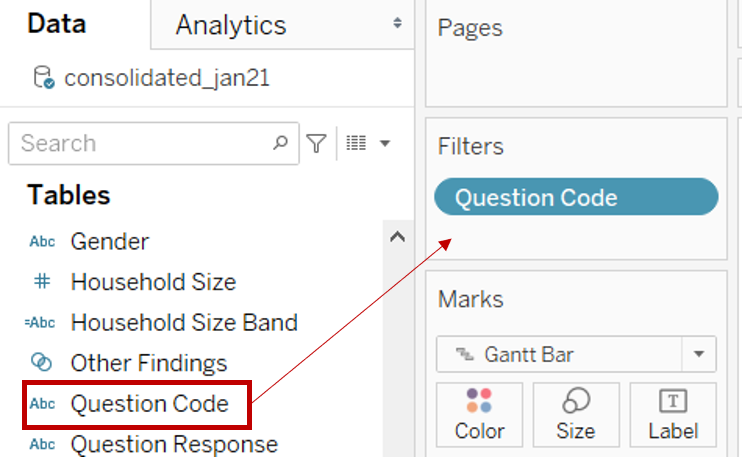 Data
Analytics
consolidated_jan21
Search
Tables
Abc Gender
# Household Size
=Abc Household Size Band
Other Findings
Abc Question Code
Abc Question Response
Pages
Filters
Question Code
Marks
Gantt Bar
Color
Size
T
Label